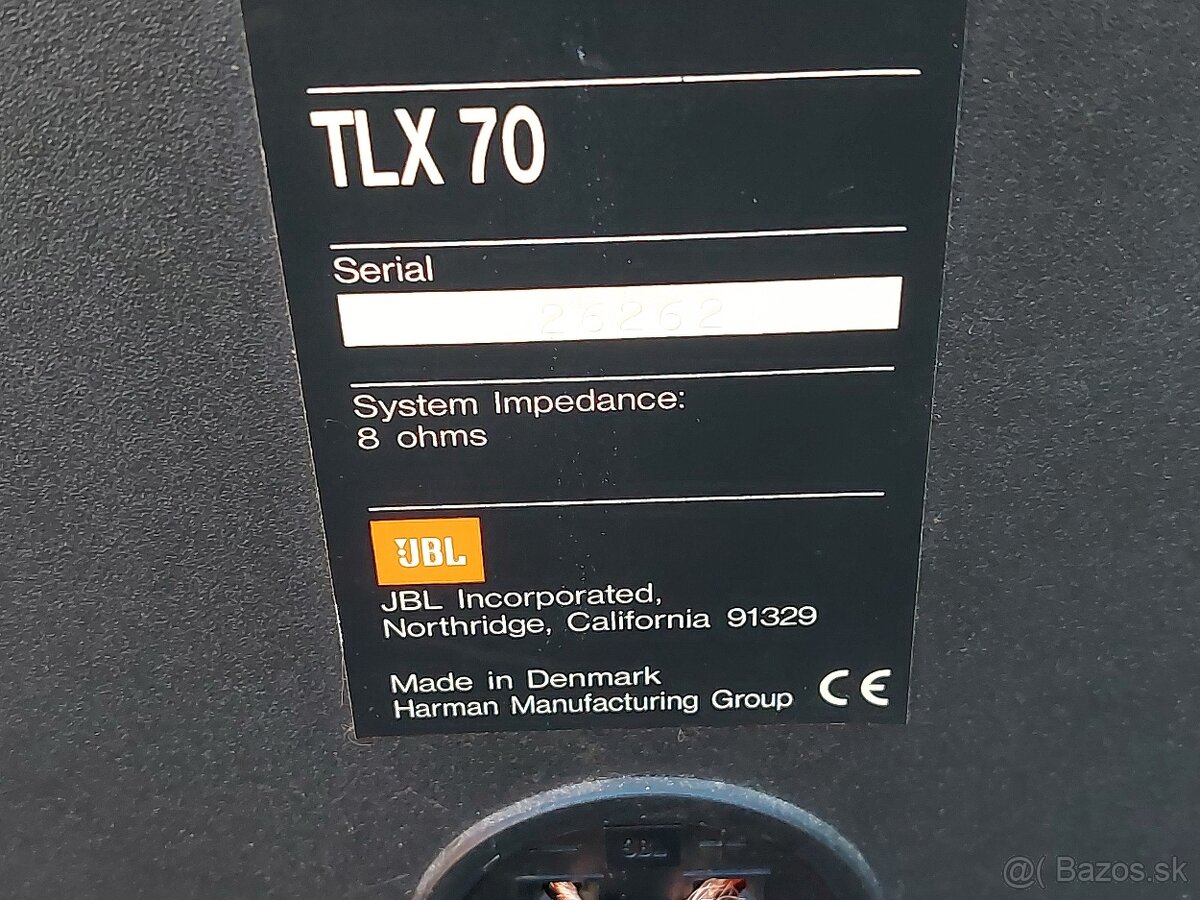 TLX 70
Serial
26262
System Impedance:
8 ohms
JBL
JBL Incorporated,
Northridge, California 91329
Made in Denmark
Harman Manufacturing Group CE
JBL
@( Bazos.sk